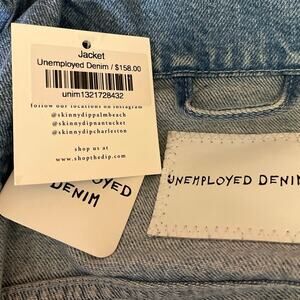 Jacket
Unemployed Denim / $158.00
unim1321728432
follow our locations on instagram
@skinnydippalmbeach
@skinnydipnantucket
@skinnydipcharleston
shop us at
www.shopthedip.com
OYED
DENIM
UNEMPLOYED DENIM